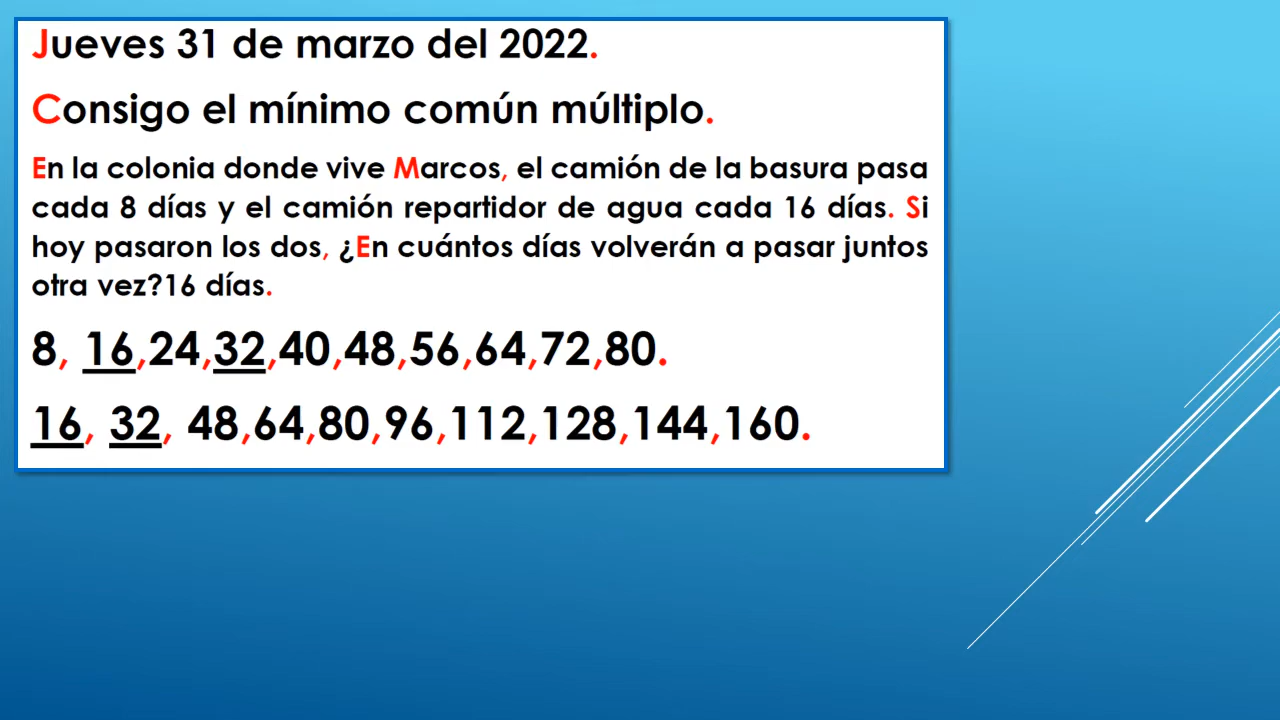 Jueves 31 de marzo del 2022.
Consigo el mínimo común múltiplo.
En la colonia donde vive Marcos, el camión de la basura pasa
cada 8 días y el camión repartidor de agua cada 16 días. Si
hoy pasaron los dos, ¿En cuántos días volverán a pasar juntos
otra vez?16 días.
8, 16,24,32,40,48,56,64,72,80.
16, 32, 48,64,80,96,112,128,144,160.